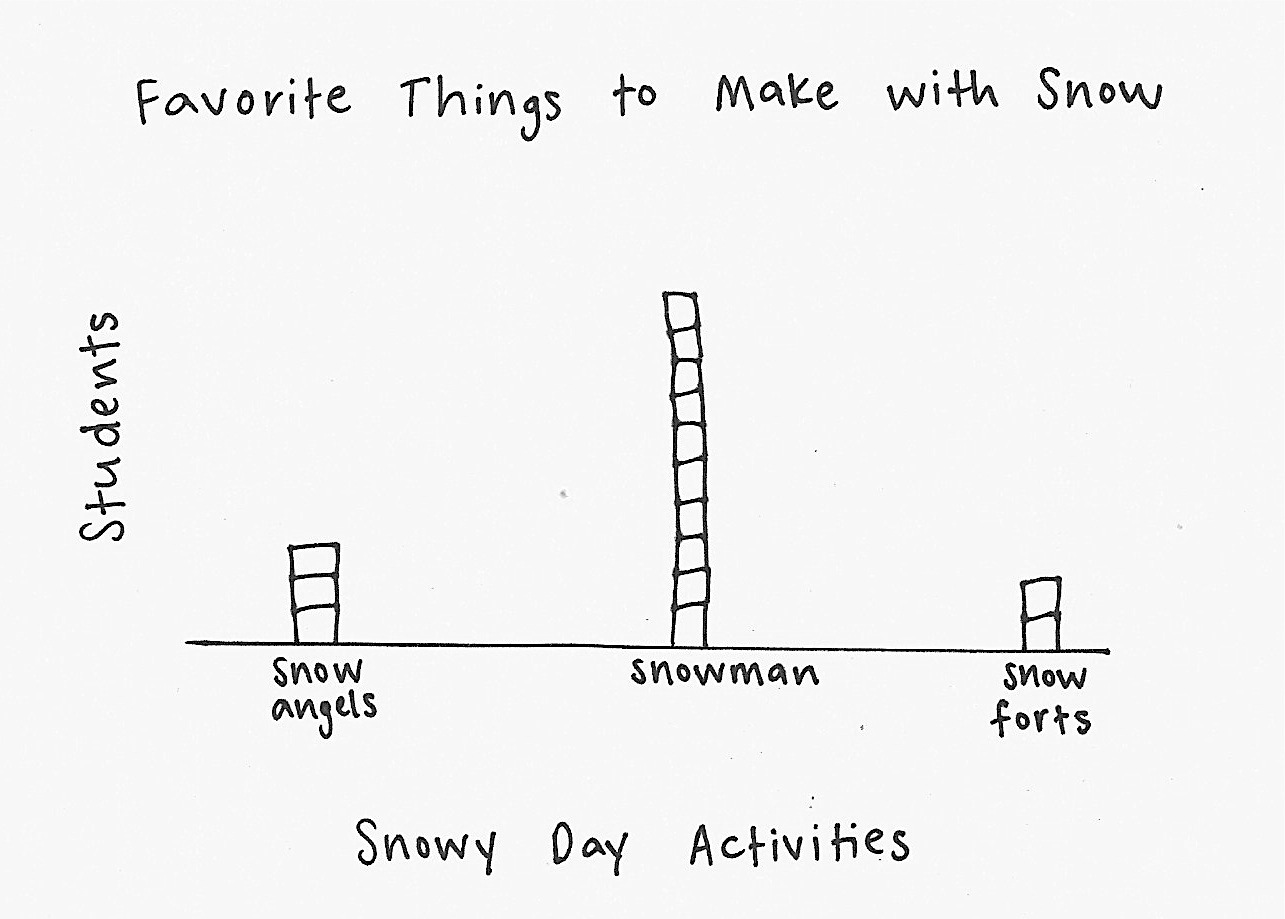 Favorite Things to Make with Snow
Students
snow
angels
snowman
snow
forts
Snowy Day Activities